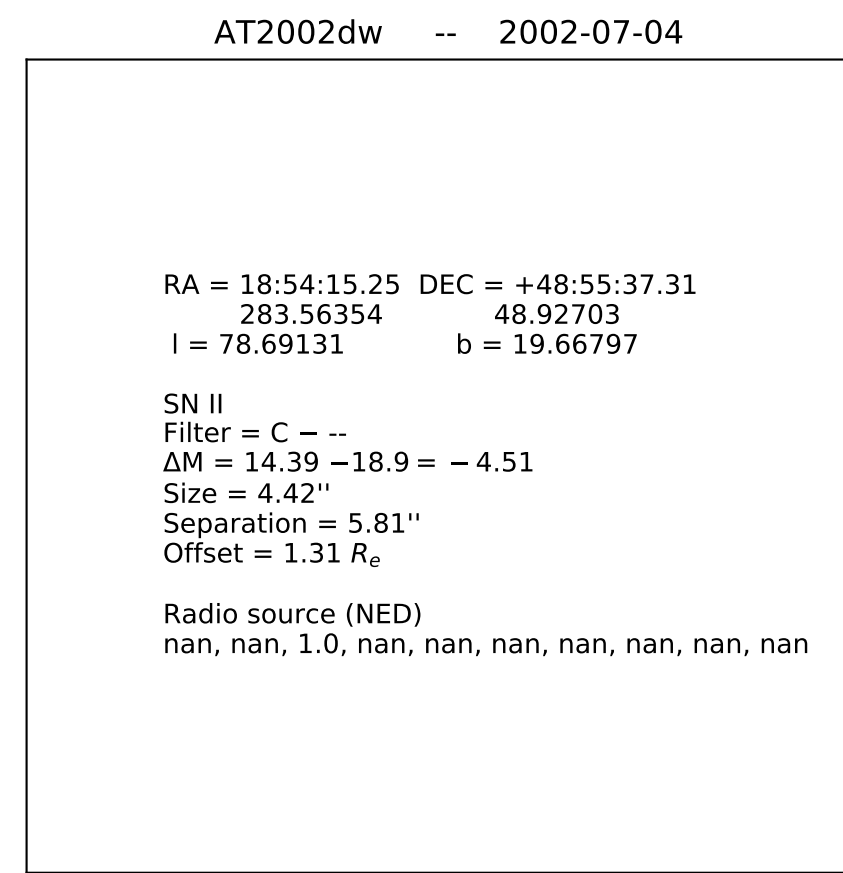 AT2002dw -- 2002-07-04
RA = 18:54:15.25 DEC = +48:55:37.31
283.56354 48.92703
l = 78.69131 b = 19.66797
SN II
Filter = C − --
ΔM = 14.39 −18.9 = − 4.51
Size = 4.42''
Separation = 5.81''
Offset = 1.31 Rₑ
Radio source (NED)
nan, nan, 1.0, nan, nan, nan, nan, nan, nan, nan